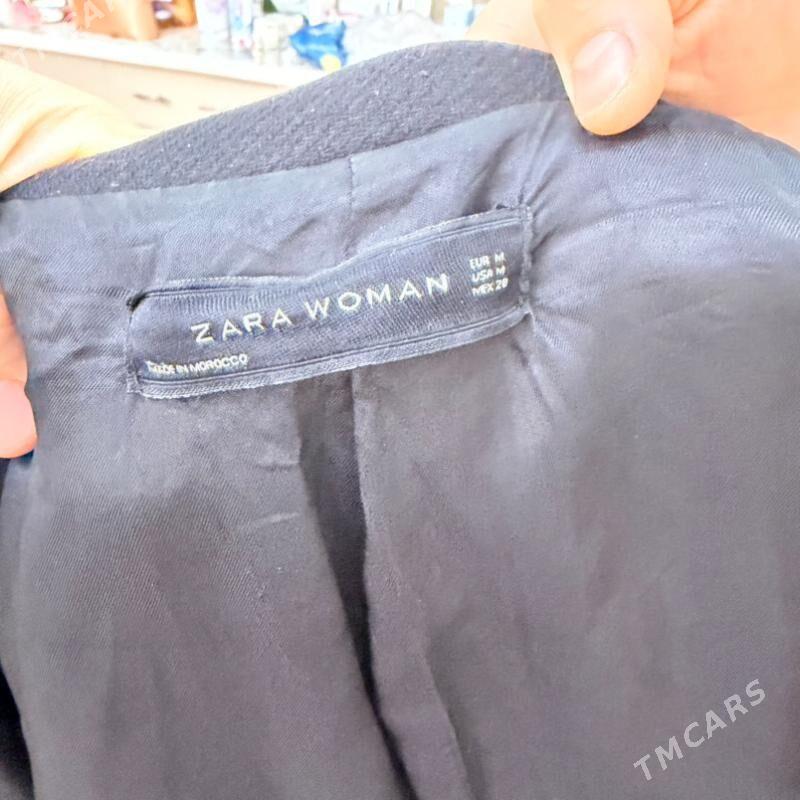 ZARA WOMAN
EUR M
USA M
MEX 28
MADE IN MOROCCO
TMCARS